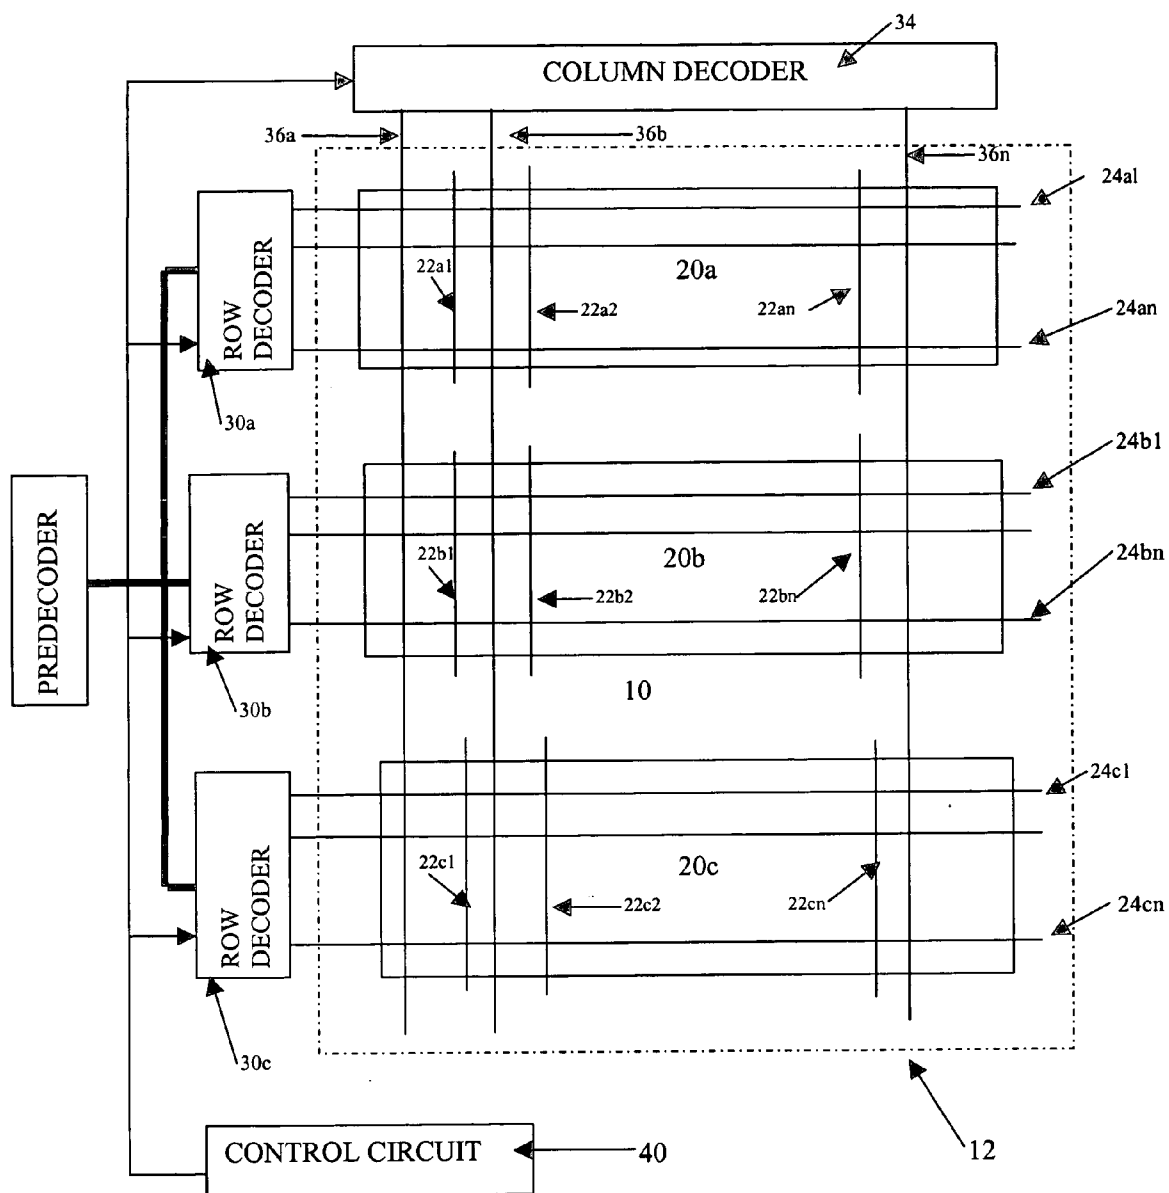 34
COLUMN DECODER
36a
36b
36n
24al
ROW
DECODER
22a1
20a
22a2
22an
24an
30a
24b1
PREDECODER
ROW
DECODER
22b1
20b
22b2
22bn
24bn
30b
10
24c1
ROW
DECODER
22c1
20c
22c2
22cn
24cn
30c
CONTROL CIRCUIT
40
12